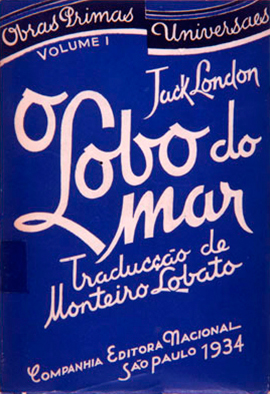 Obras Primas Universaes
VOLUME I
Jack London
O Lobo do
mar
Traducção de
Monteiro Lobato
COMPANHIA EDITORA NACIONAL
SÃO PAULO 1934